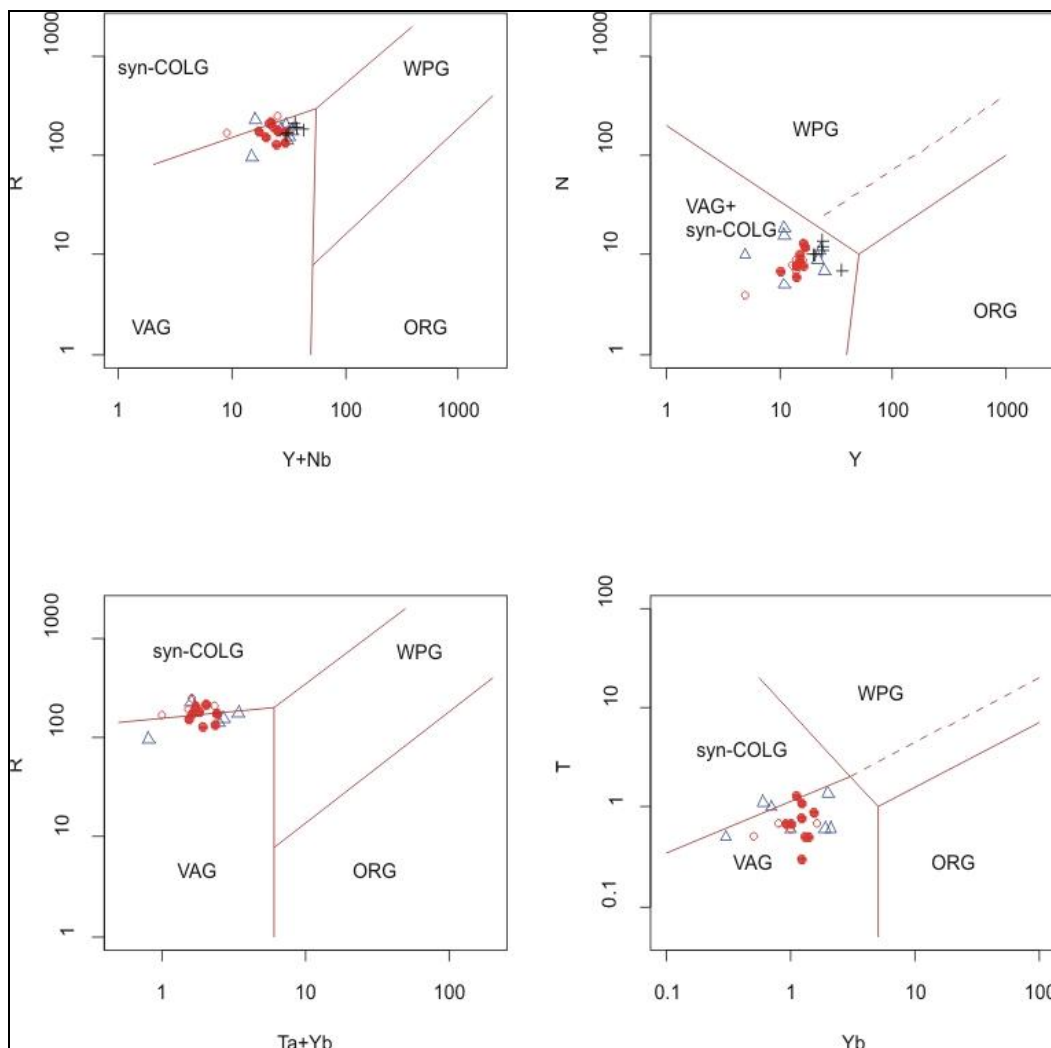 1000
100
10
1
R
syn-COLG
WPG
VAG
ORG
1 10 100 1000
Y+Nb
1000
100
10
1
N
WPG
VAG+
syn-COLG
ORG
1 10 100 1000
Y
1000
100
10
1
R
syn-COLG
WPG
VAG
ORG
1 10 100
Ta+Yb
100
10
1
0.1
T
WPG
syn-COLG
VAG
ORG
0.1 1 10 100
Yb